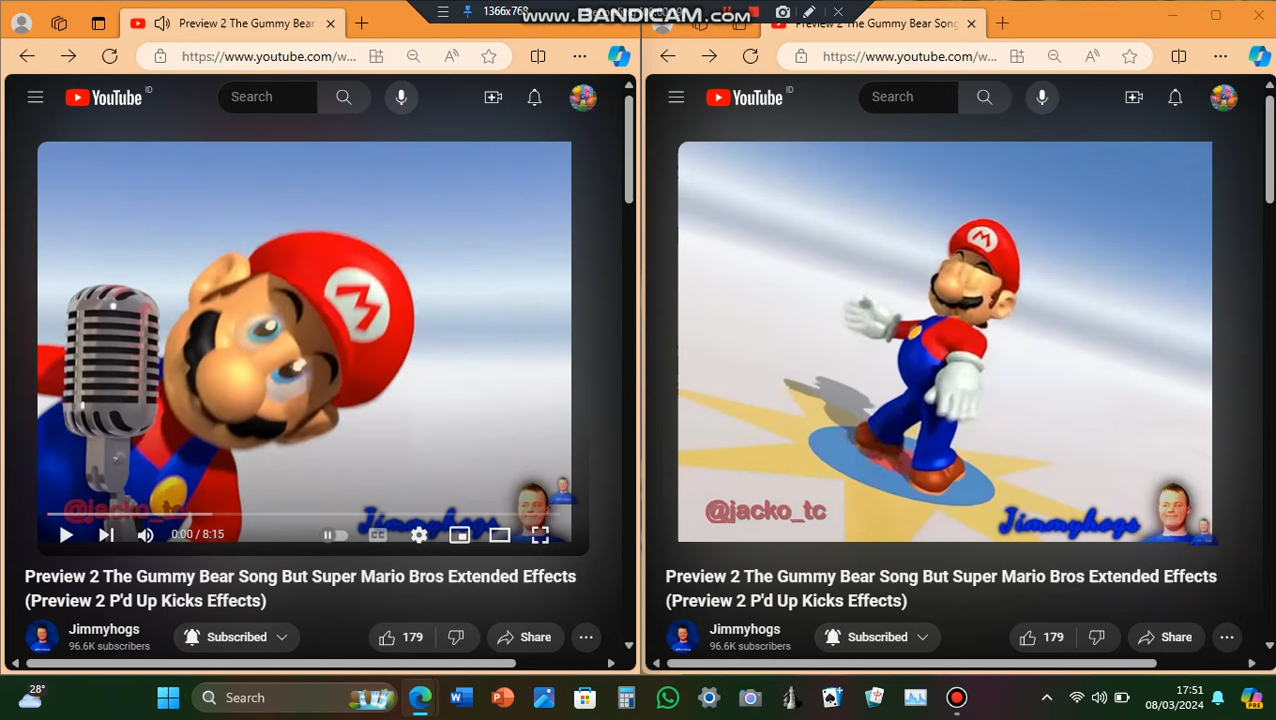 Preview 2 The Gummy Bear
1366x768
www.BANDICAM.com
Preview 2 The Gummy Bear Song
https://www.youtube.com/w...
https://www.youtube.com/w...
YouTube ID
Search
YouTube ID
Search
M
M
@jacko_tc
Jimmyhogs
0:00 / 8:15
CC
@jacko_tc
Jimmyhogs
Preview 2 The Gummy Bear Song But Super Mario Bros Extended Effects
(Preview 2 P'd Up Kicks Effects)
Jimmyhogs
96.6K subscribers
Subscribed
179
Share
Preview 2 The Gummy Bear Song But Super Mario Bros Extended Effects
(Preview 2 P'd Up Kicks Effects)
Jimmyhogs
96.6K subscribers
Subscribed
179
Share
28°
Search
17:51
08/03/2024
PRE